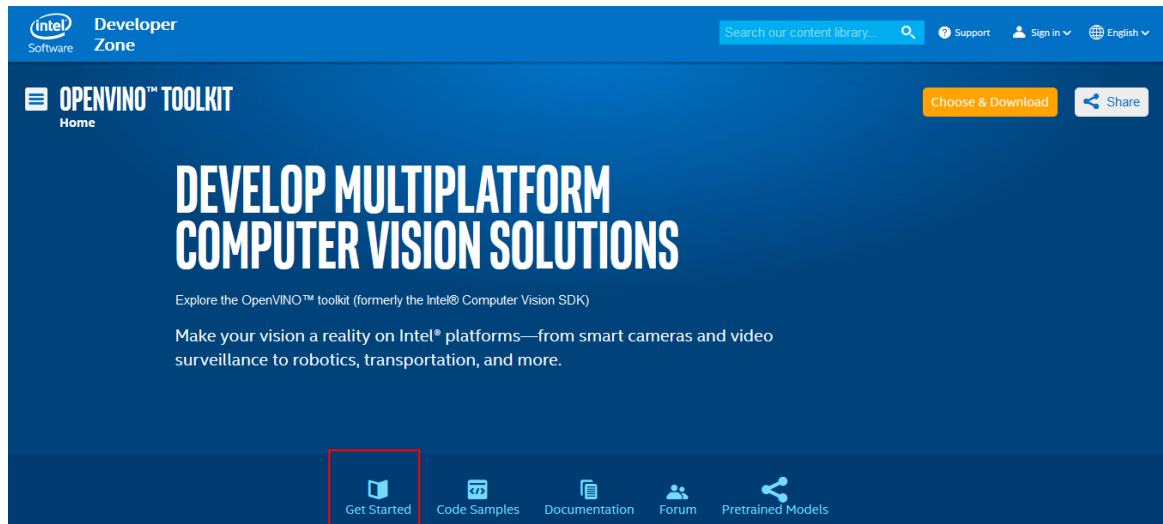 intel Developer
Software Zone
Search our content library...
Support
Sign in
English
OPENVINO™ TOOLKIT
Home
Choose & Download
Share
DEVELOP MULTIPLATFORM
COMPUTER VISION SOLUTIONS
Explore the OpenVINO™ toolkit (formerly the Intel® Computer Vision SDK)
Make your vision a reality on Intel® platforms—from smart cameras and video
surveillance to robotics, transportation, and more.
Get Started
Code Samples
Documentation
Forum
Pretrained Models